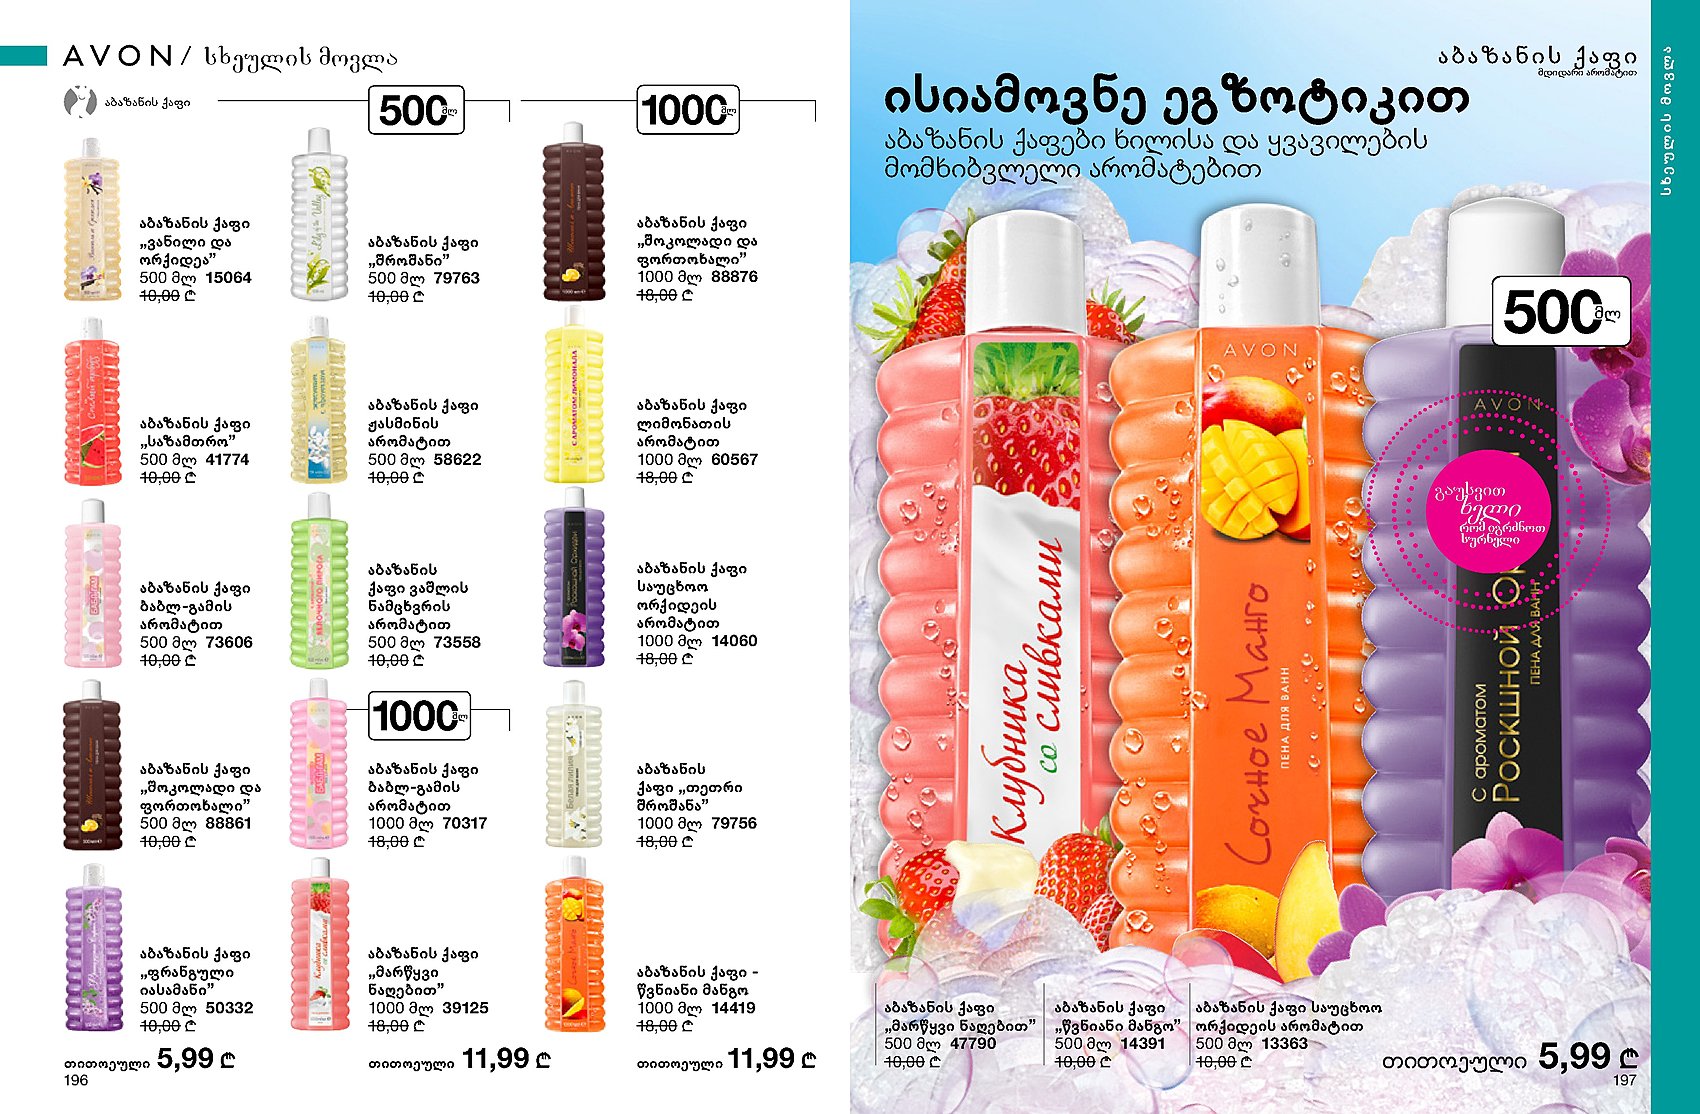 AVON / სხეულის მოვლა
აბაზანის ქაფი
500 მლ
1000 მლ
აბაზანის ქაფი
„ვანილი და
ორქიდეა”
500 მლ 15064
10,00 ₾
აბაზანის ქაფი
„შროშანი”
500 მლ 79763
10,00 ₾
აბაზანის ქაფი
„შოკოლადი და
ფორთოხალი”
1000 მლ 88876
18,00 ₾
აბაზანის ქაფი
„საზამთრო”
500 მლ 41774
10,00 ₾
აბაზანის ქაფი
ჟასმინის
არომატით
500 მლ 58622
10,00 ₾
აბაზანის ქაფი
ლიმონათის
არომატით
1000 მლ 60567
18,00 ₾
აბაზანის ქაფი
ბაბლ-გამის
არომატით
500 მლ 73606
10,00 ₾
აბაზანის
ქაფი ვაშლის
ნამცხვრის
არომატით
500 მლ 73558
10,00 ₾
აბაზანის ქაფი
საუცხოო
ორქიდეის
არომატით
1000 მლ 14060
18,00 ₾
აბაზანის ქაფი
„შოკოლადი და
ფორთოხალი”
500 მლ 88861
10,00 ₾
1000 მლ
აბაზანის ქაფი
ბაბლ-გამის
არომატით
1000 მლ 70317
18,00 ₾
აბაზანის
ქაფი „თეთრი
შროშანა”
1000 მლ 79756
18,00 ₾
აბაზანის ქაფი
„ფრანგული
იასამანი”
500 მლ 50332
10,00 ₾
აბაზანის ქაფი
„მარწყვი
ნაღებით”
1000 მლ 39125
18,00 ₾
აბაზანის ქაფი -
წვნიანი მანგო
1000 მლ 14419
18,00 ₾
თითოეული 5,99 ₾
თითოეული 11,99 ₾
თითოეული 11,99 ₾
196
აბაზანის ქაფი
მდიდარი არომატით
სხეულის მოვლა
ისიამოვნე ეგზოტიკით
აბაზანის ქაფები ხილისა და ყვავილების
მომხიბვლელი არომატებით
500 მლ
AVON
AVON
გაუსვით
ხელი
რომ იგრძნოთ
სურნელი
Клубника
со сливками
Сочное Манго
ПЕНА ДЛЯ ВАНН
С ароматом
Роскшной Ор
ПЕНА ДЛЯ ВАНН
აბაზანის ქაფი
„მარწყვი ნაღებით”
500 მლ 47790
10,00 ₾
აბაზანის ქაფი
„წვნიანი მანგო”
500 მლ 14391
10,00 ₾
აბაზანის ქაფი საუცხოო
ორქიდეის არომატით
500 მლ 13363
10,00 ₾
თითოეული 5,99 ₾
197